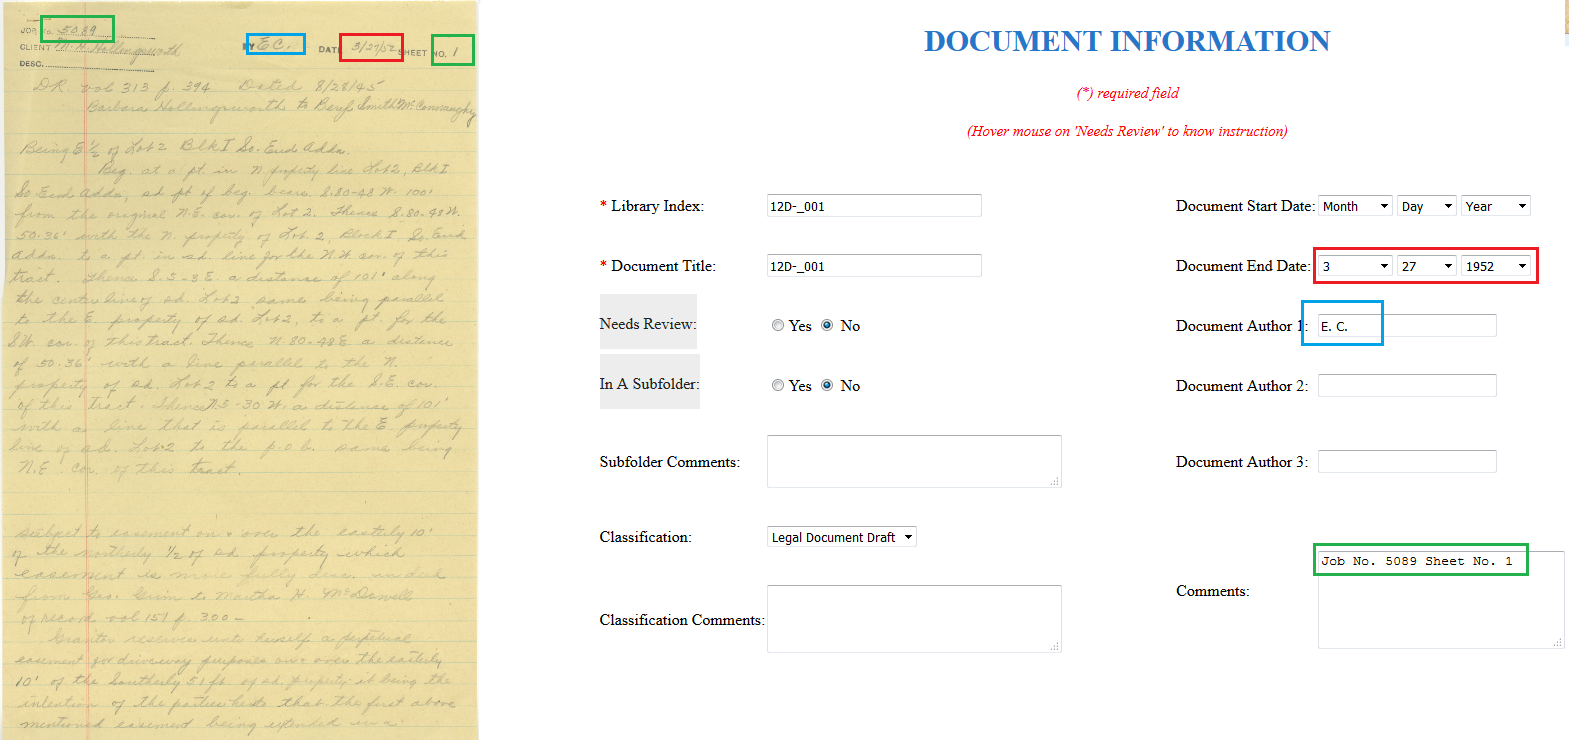 JOB No. 5089
CLIENT M. H. Hollingsworth
BY E C.
DATE 3/27/52
SHEET NO. 1
DESC.
DR. vol 313 p. 394 Dated 8/28/45
Barbara Hollingsworth to Beryl Smith McConnaughy
Being E ½ of Lot 2 Blk I So. End Addn.
Beg. at a pt. in N. property line Lot 2, Blk I
So. End Addn, sd pt of beg. bears S. 80-48 W. 100'
from the original N.E. cor. of Lot 2. Thence S. 80-48 W.
50.36' with the N. property of Lot 2, Block I, So. End
Addn. to a pt. in sd. line for the N.W. cor. of this
tract. Thence S. 5-3 E a distance of 101' along
the center line of sd. Lot 2 same being parallel
to the E. property of sd. Lot 2, to a pt. for the
SW. cor. of this tract. Thence N. 80-48 E a distance
of 50.36' with a line parallel to the N.
property of sd. Lot 2 to a pt for the S.E. cor.
of this tract. Thence N. 5-30 W. a distance of 101'
with a line that is parallel to the E. property
line of sd. Lot 2 to the p.o.b. same being
N.E. cor. of this tract.
subject to easement on & over the easterly 10'
of the northerly ½ of sd property which
easement is more fully desc. in deed
from Geo. to Martha H. McDowell
of record vol 151 p. 300 -
Grantor reserves unto herself a perpetual
easement for driveway purposes on & over the easterly
10' of the Southerly 51 ft of sd. property it being the
intention of the parties hereto that the first above
mentioned easement being extended in a
DOCUMENT INFORMATION
(*) required field
(Hover mouse on 'Needs Review' to know instruction)
* Library Index: 12D-_001
Document Start Date: Month Day Year
* Document Title: 12D-_001
Document End Date: 3 27 1952
Needs Review: Yes No
Document Author 1: E. C.
In A Subfolder: Yes No
Document Author 2:
Subfolder Comments:
Document Author 3:
Classification: Legal Document Draft
Comments: Job No. 5089 Sheet No. 1
Classification Comments: